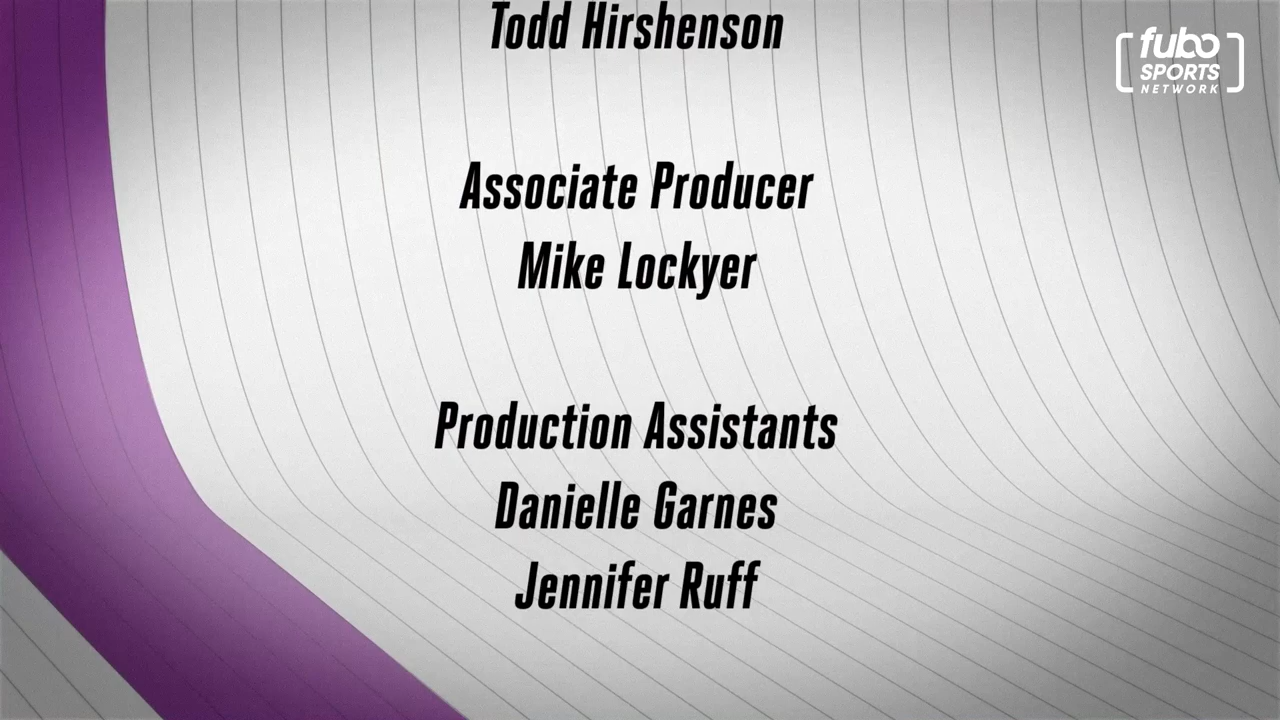 Todd Hirshenson
fubo
SPORTS
NETWORK
Associate Producer
Mike Lockyer
Production Assistants
Danielle Garnes
Jennifer Ruff